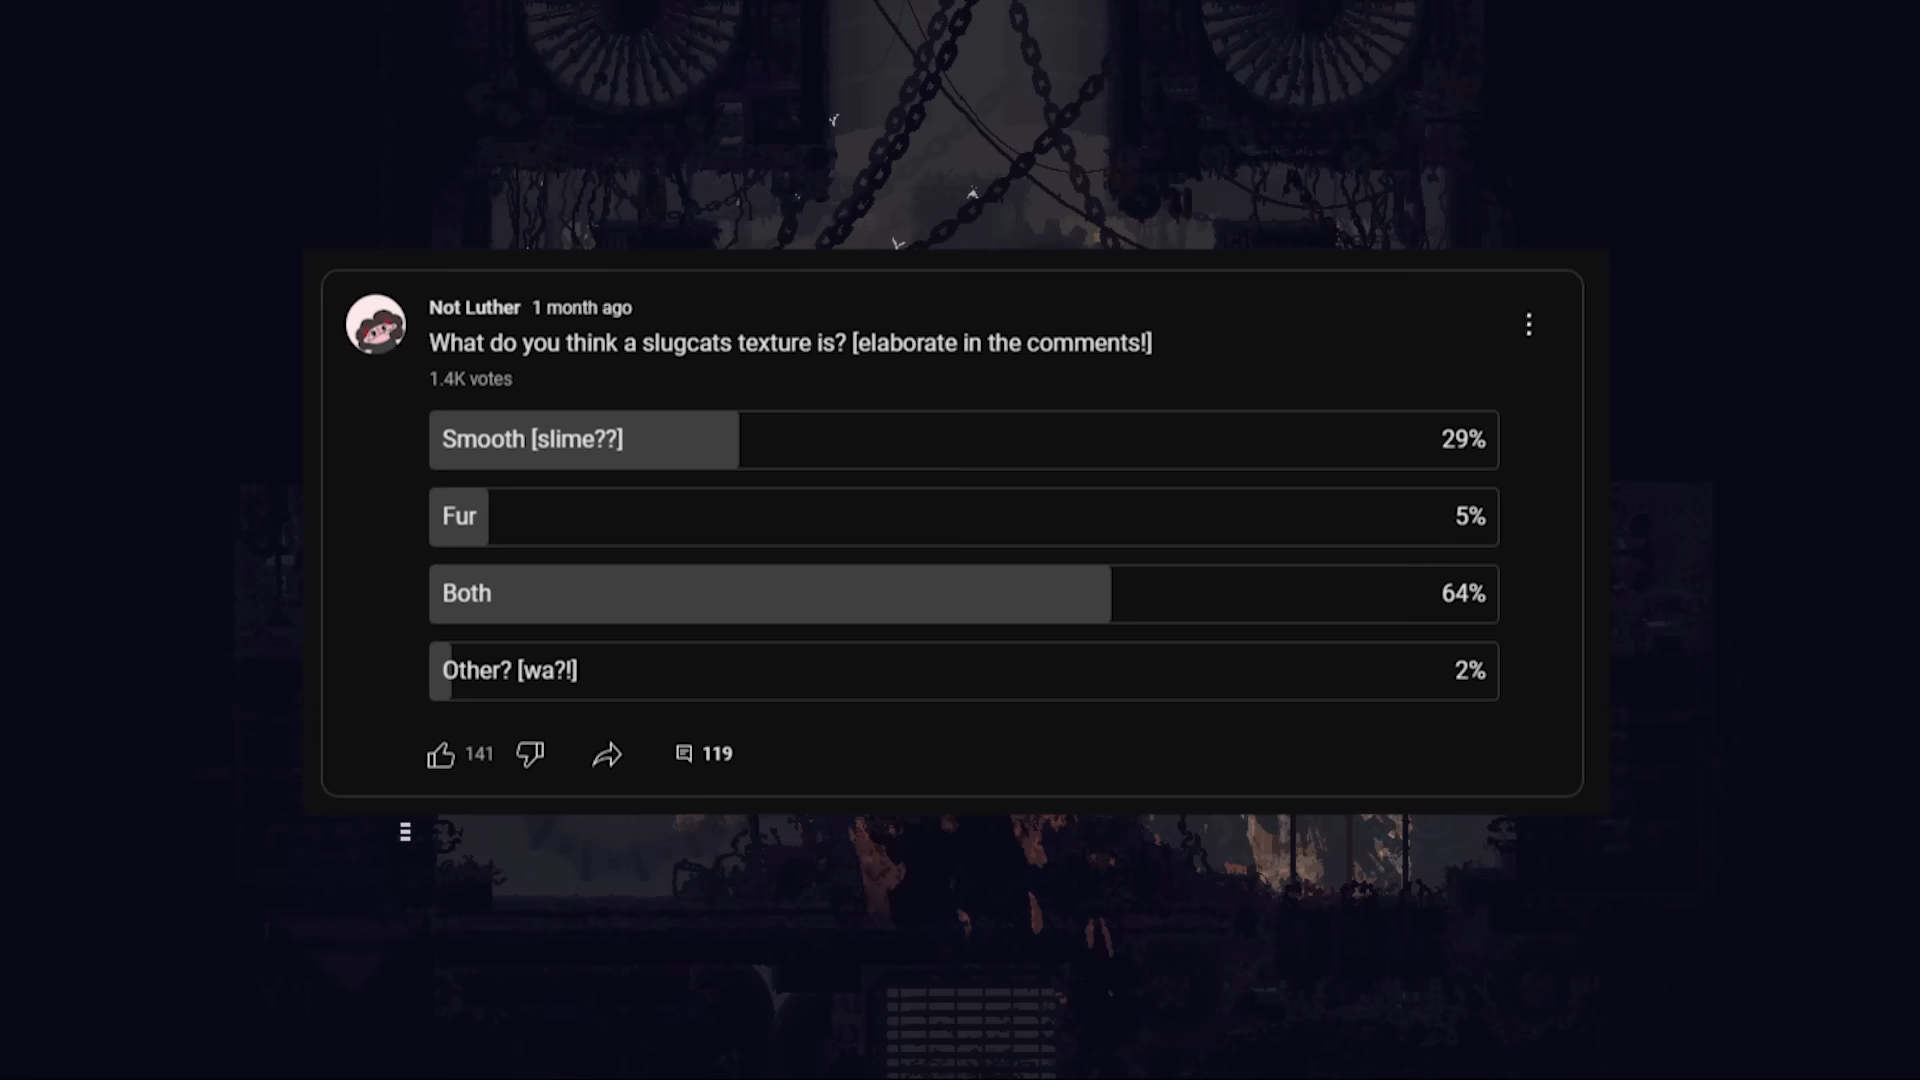 Not Luther 1 month ago
What do you think a slugcats texture is? [elaborate in the comments!]
1.4K votes
Smooth [slime??] 29%
Fur 5%
Both 64%
Other? [wa?!] 2%
141 119